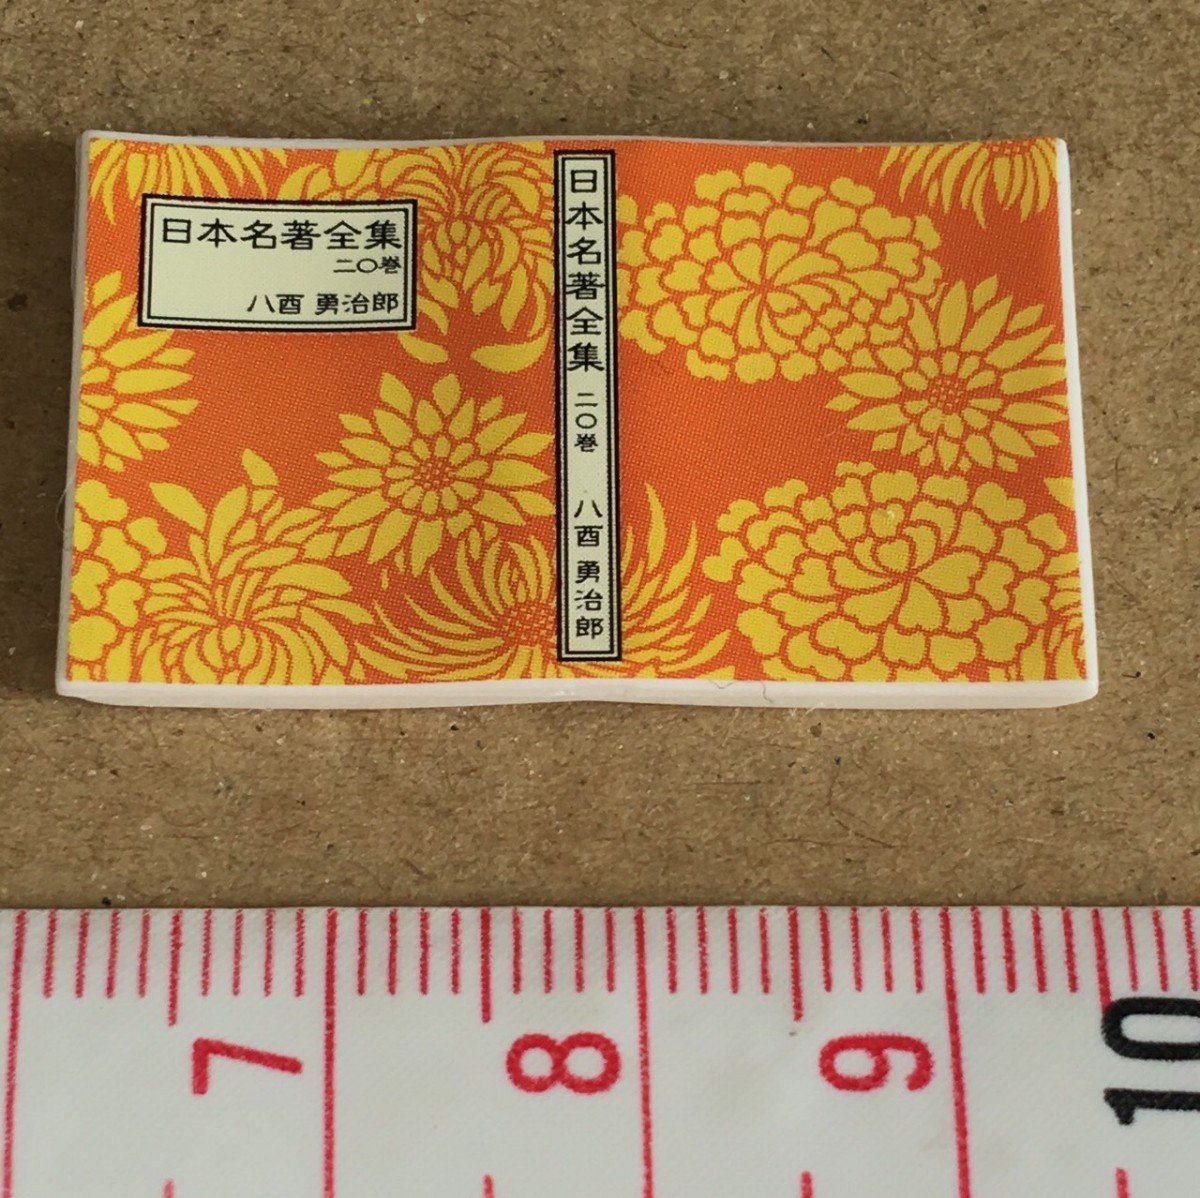 日本名著全集
二〇巻
八酉 勇治郎
日本名著全集 二〇巻 八酉 勇治郎
7 8 9 10